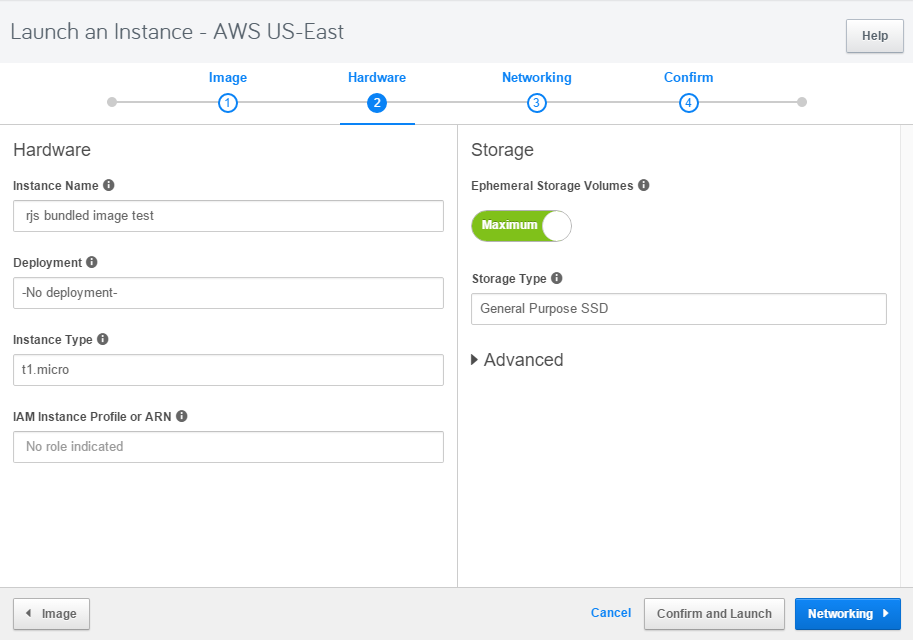 Launch an Instance - AWS US-East
Help
Image
Hardware
Networking
Confirm
1
2
3
4
Hardware
Instance Name
rjs bundled image test
Deployment
-No deployment-
Instance Type
t1.micro
IAM Instance Profile or ARN
No role indicated
Storage
Ephemeral Storage Volumes
Maximum
Storage Type
General Purpose SSD
Advanced
Image
Cancel
Confirm and Launch
Networking